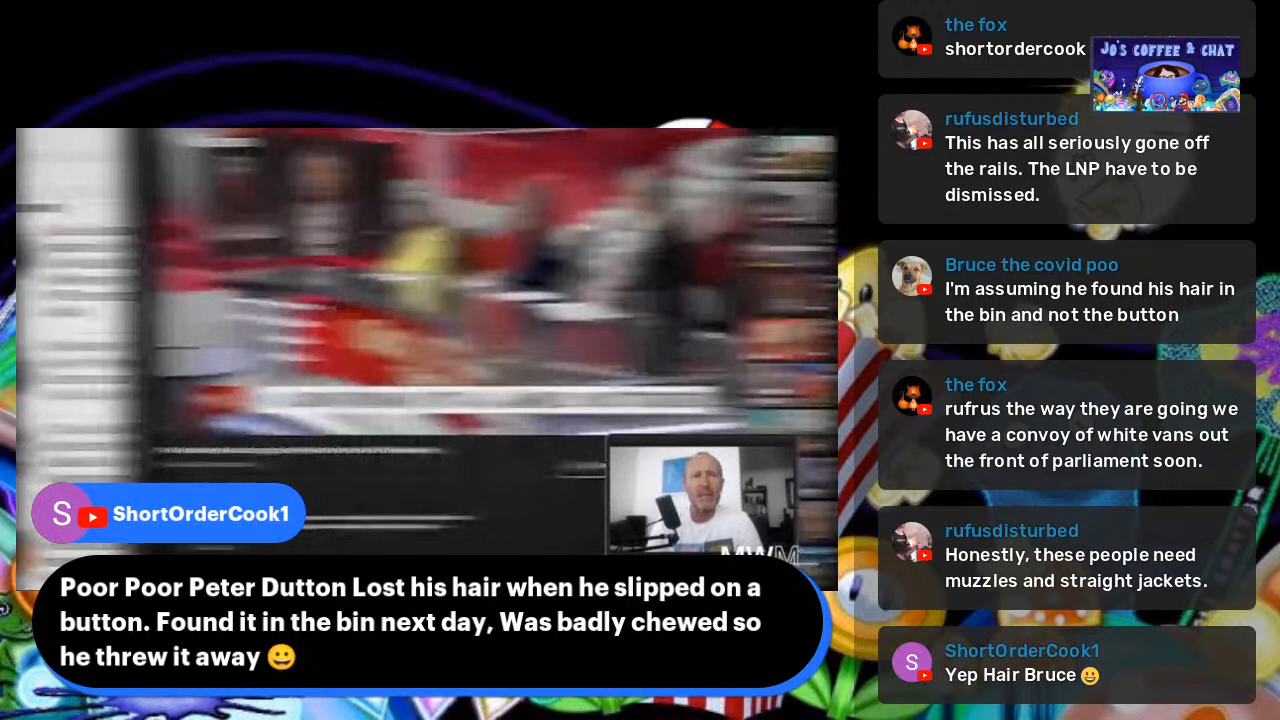 the fox
shortordercook
JO'S COFFEE & CHAT
rufusdisturbed
This has all seriously gone off
the rails. The LNP have to be
dismissed.
Bruce the covid poo
I'm assuming he found his hair in
the bin and not the button
the fox
rufrus the way they are going we
have a convoy of white vans out
the front of parliament soon.
rufusdisturbed
Honestly, these people need
muzzles and straight jackets.
S
ShortOrderCook1
Yep Hair Bruce 😀
MWM
S
ShortOrderCook1
Poor Poor Peter Dutton Lost his hair when he slipped on a
button. Found it in the bin next day, Was badly chewed so
he threw it away 😀